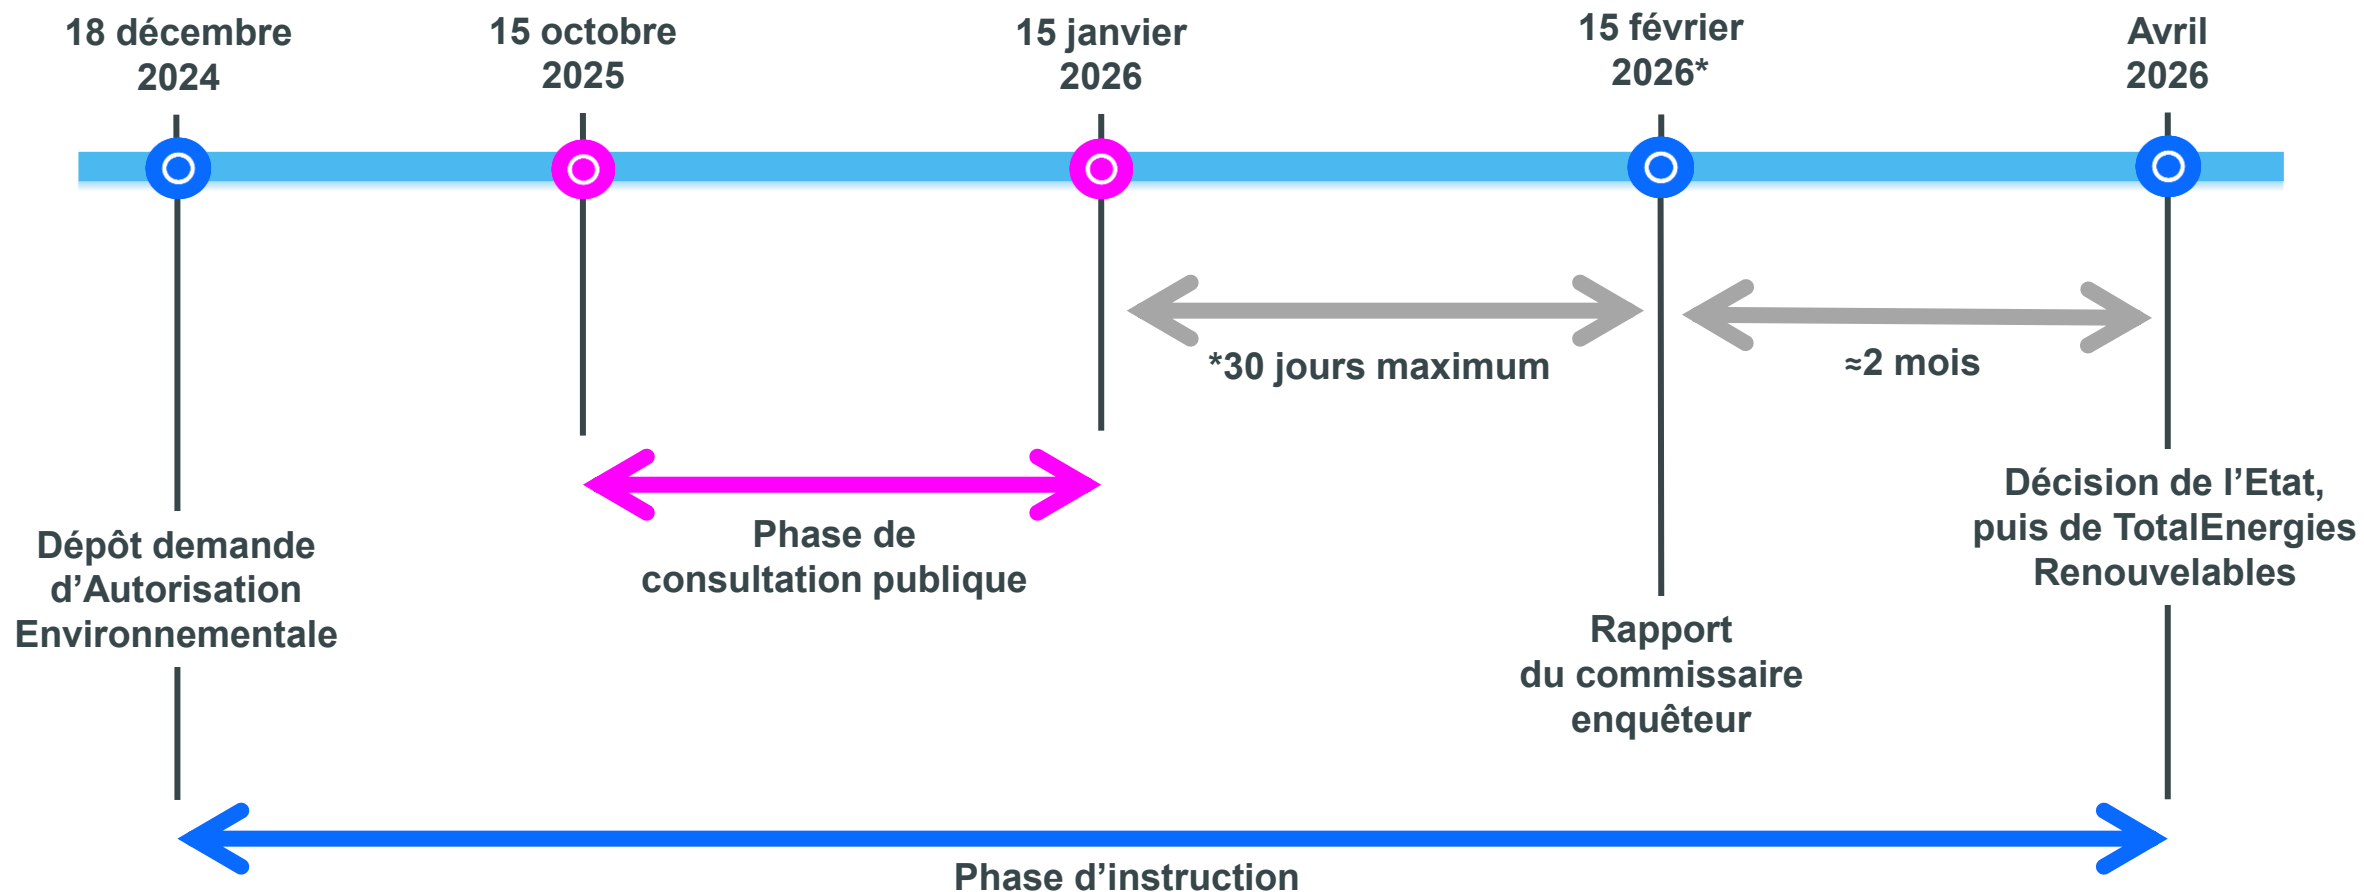 18 décembre
2024
15 octobre
2025
15 janvier
2026
15 février
2026*
Avril
2026
*30 jours maximum
≈2 mois
Phase de
consultation publique
Dépôt demande
d’Autorisation
Environnementale
Rapport
du commissaire
enquêteur
Décision de l’Etat,
puis de TotalEnergies
Renouvelables
Phase d’instruction